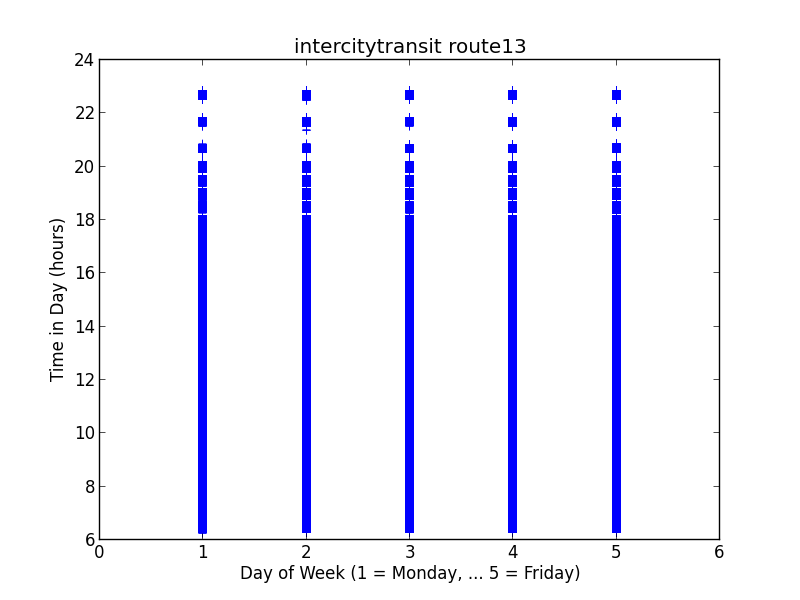 intercitytransit route13
24
22
20
18
16
14
12
10
8
6
Time in Day (hours)
0 1 2 3 4 5 6
Day of Week (1 = Monday, ... 5 = Friday)